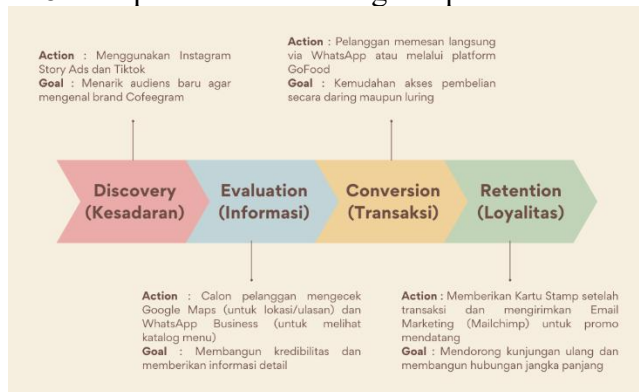 Action : Menggunakan Instagram
Story Ads dan Tiktok
Goal : Menarik audiens baru agar
mengenal brand Cofeegram
Action : Pelanggan memesan langsung
via WhatsApp atau melalui platform
GoFood
Goal : Kemudahan akses pembelian
secara daring maupun luring
Discovery
(Kesadaran)
Evaluation
(Informasi)
Conversion
(Transaksi)
Retention
(Loyalitas)
Action : Calon pelanggan mengecek
Google Maps (untuk lokasi/ulasan) dan
WhatsApp Business (untuk melihat
katalog menu)
Goal : Membangun kredibilitas dan
memberikan informasi detail
Action : Memberikan Kartu Stamp setelah
transaksi dan mengirimkan Email
Marketing (Mailchimp) untuk promo
mendatang
Goal : Mendorong kunjungan ulang dan
membangun hubungan jangka panjang